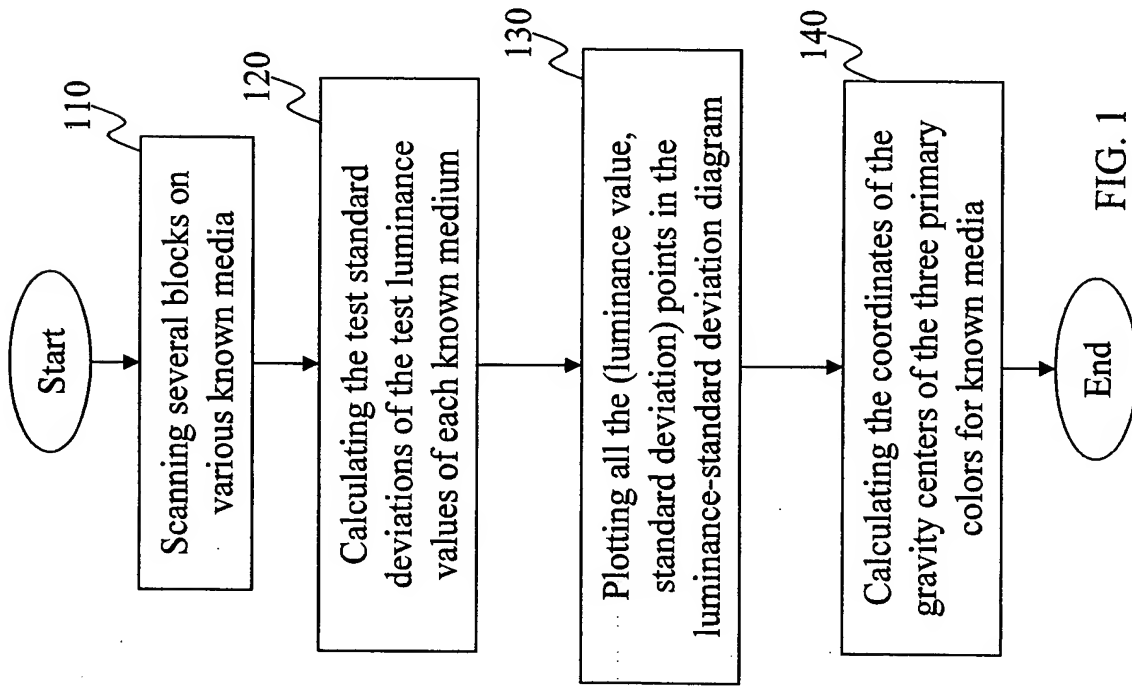 Start
110
Scanning several blocks on
various known media
120
Calculating the test standard
deviations of the test luminance
values of each known medium
130
Plotting all the (luminance value,
standard deviation) points in the
luminance-standard deviation diagram
140
Calculating the coordinates of the
gravity centers of the three primary
colors for known media
End
FIG. 1